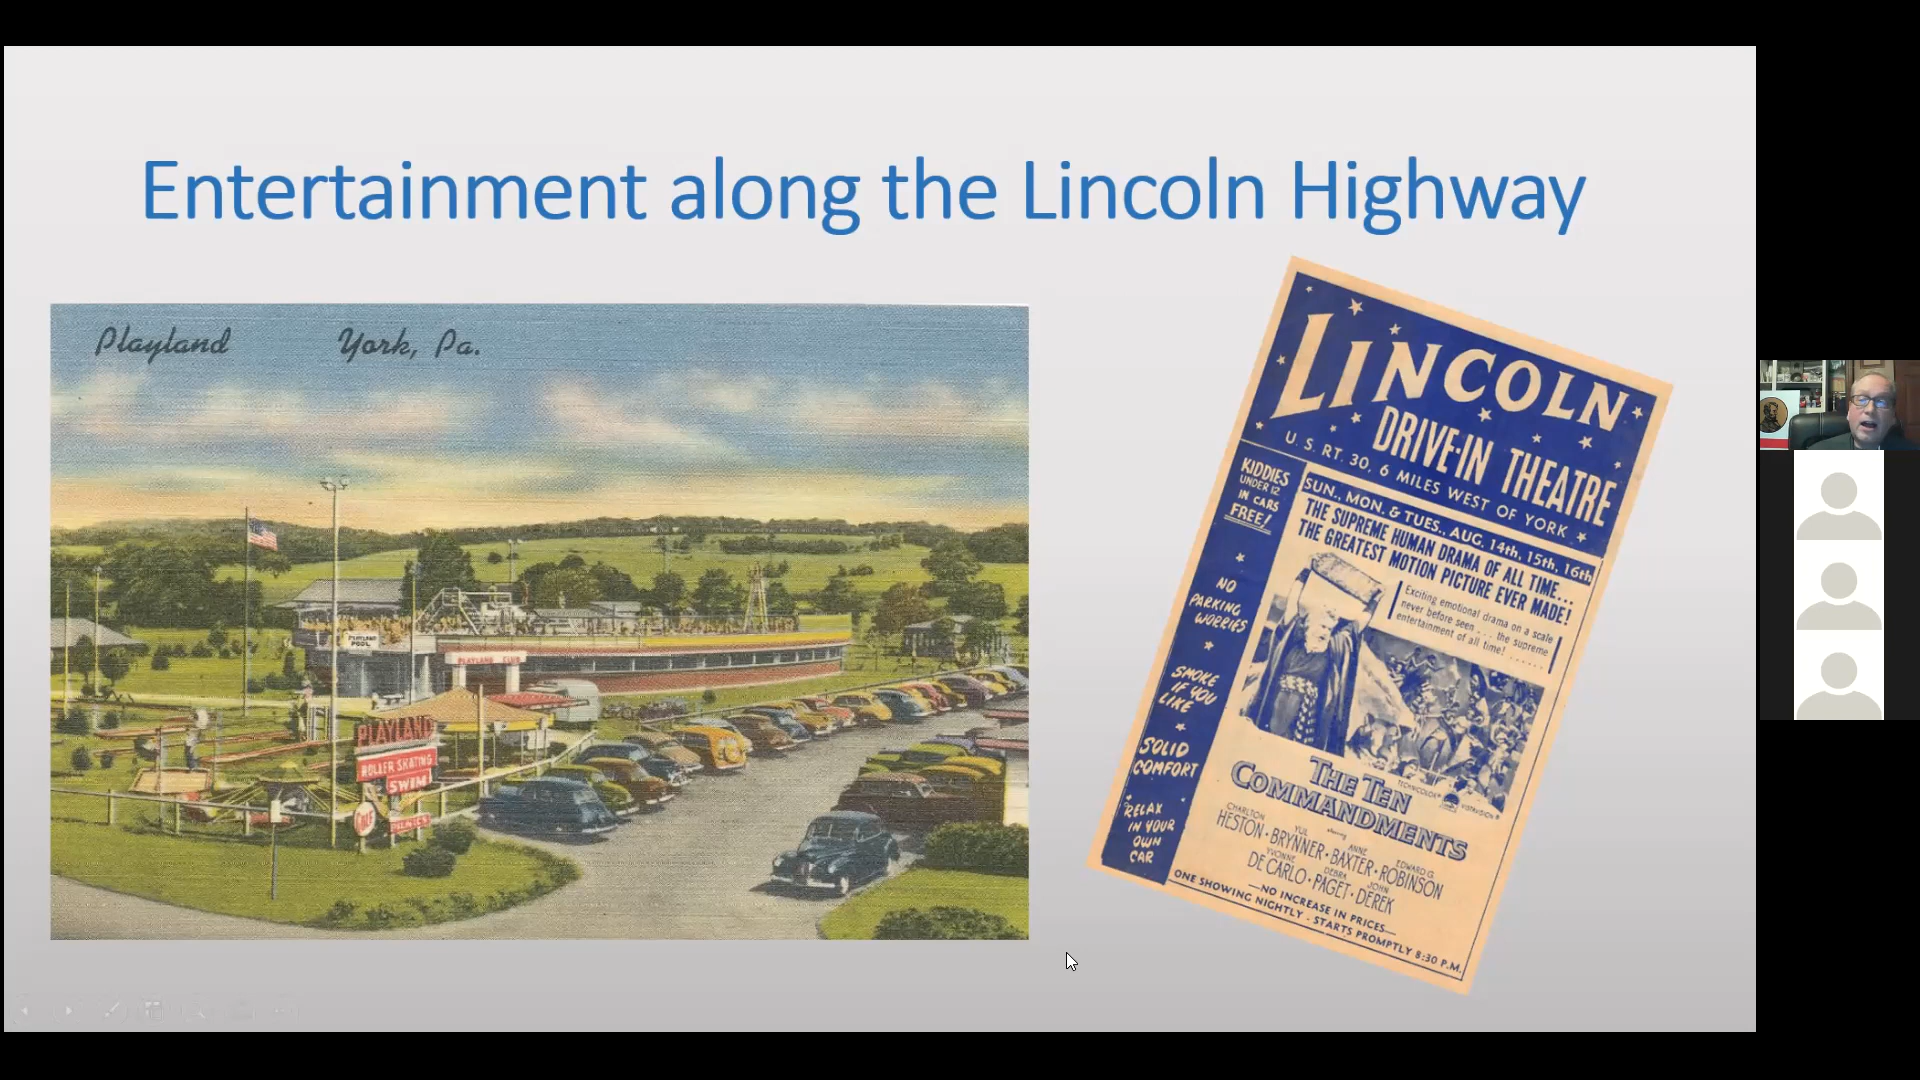 Entertainment along the Lincoln Highway
Playland York, Pa.
PLAYLAND
POOL
PLAYLAND CLUB
PLAYLAND
ROLLER SKATING
SWIM
LINCOLN
DRIVE-IN THEATRE
U. S. RT. 30, 6 MILES WEST OF YORK
KIDDIES
UNDER 12
IN CARS
FREE!
NO
PARKING
WORRIES
SMOKE
IF YOU
LIKE
SOLID
COMFORT
RELAX
IN YOUR
OWN
CAR
SUN., MON. & TUES., AUG. 14th, 15th, 16th
THE SUPREME HUMAN DRAMA OF ALL TIME...
THE GREATEST MOTION PICTURE EVER MADE!
Exciting emotional drama on a scale
never before seen . . . the supreme
entertainment of all time! . . . . . .
THE TEN
COMMANDMENTS
TECHNICOLOR
VISTAVISION
starring
CHARLTON HESTON · YUL BRYNNER · ANNE BAXTER · EDWARD G. ROBINSON
YVONNE DE CARLO · DEBRA PAGET · JOHN DEREK
—NO INCREASE IN PRICES—
ONE SHOWING NIGHTLY - STARTS PROMPTLY 8:30 P.M.